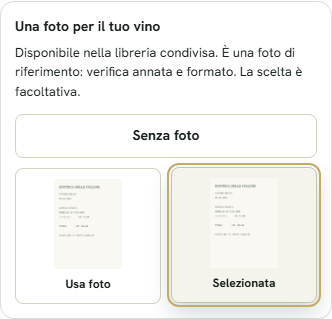 Una foto per il tuo vino
Disponibile nella libreria condivisa. È una foto di
riferimento: verifica annata e formato. La scelta è
facoltativa.
Senza foto
Usa foto
Selezionata